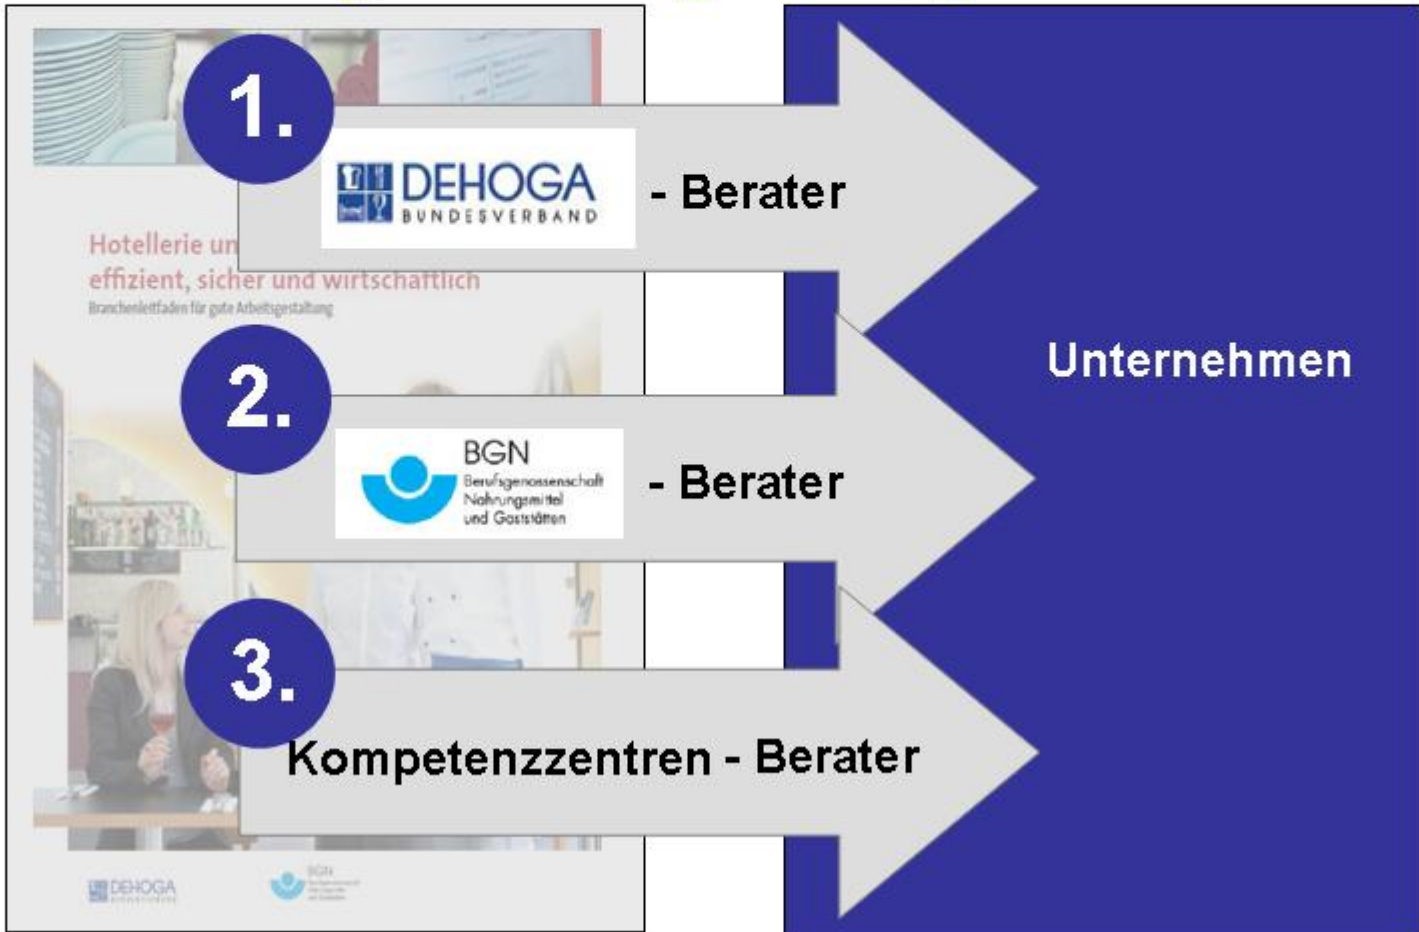 1.
DEHOGA
BUNDESVERBAND
- Berater
Hotellerie un
effizient, sicher und wirtschaftlich
Branchenleitfaden für gute Arbeitsgestaltung
2.
BGN
Berufsgenossenschaft
Nahrungsmittel
und Gaststätten
- Berater
Unternehmen
3.
Kompetenzzentren - Berater
DEHOGA
BGN